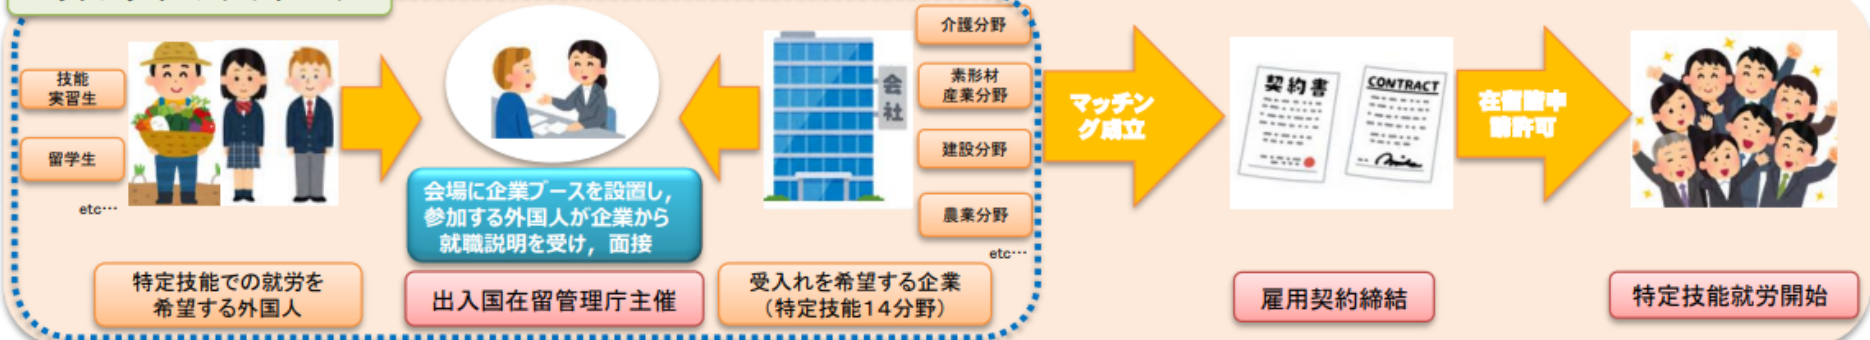 技能
実習生
留学生
etc…
特定技能での就労を
希望する外国人
会場に企業ブースを設置し,
参加する外国人が企業から
就職説明を受け, 面接
出入国在留管理庁主催
会社
介護分野
素形材
産業分野
建設分野
農業分野
etc…
受入れを希望する企業
（特定技能14分野）
マッチン
グ成立
契約書
CONTRACT
雇用契約締結
在留諸申
請許可
特定技能就労開始